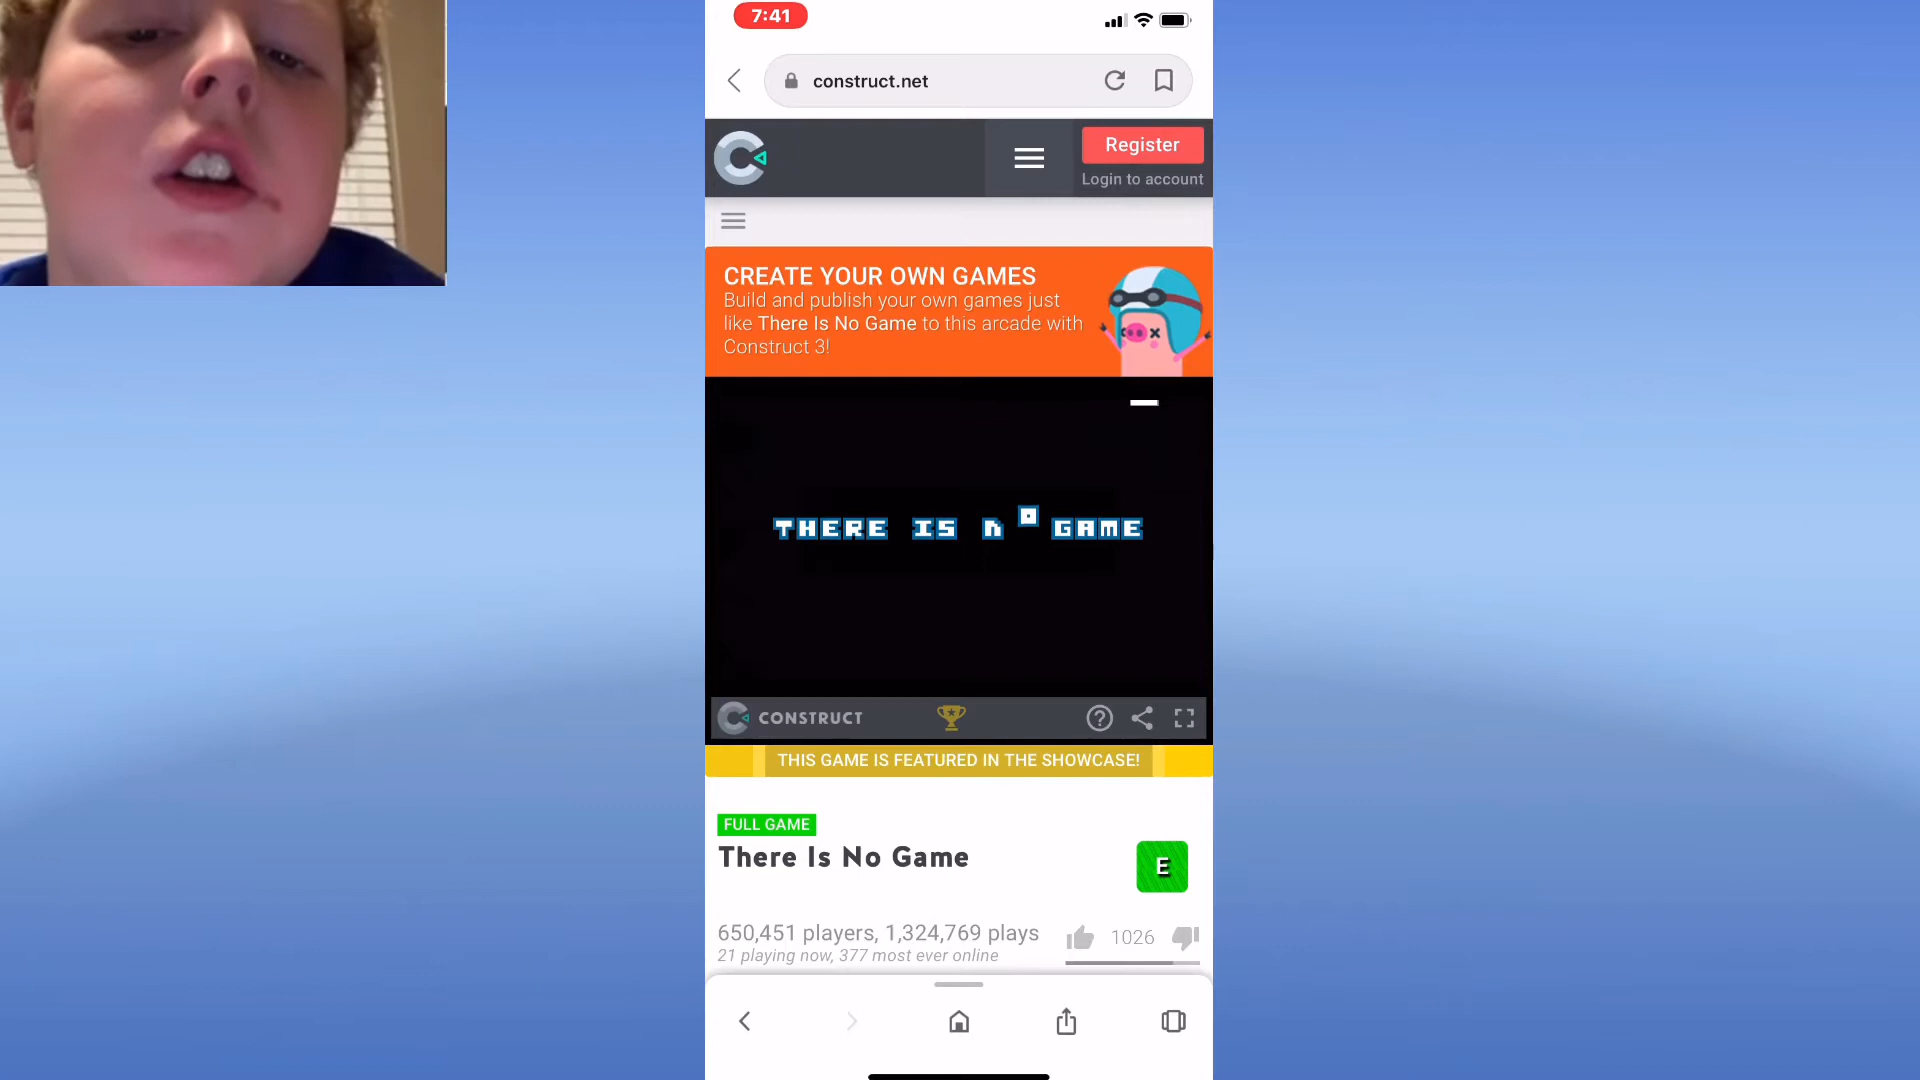 7:41
construct.net
Register
Login to account
CREATE YOUR OWN GAMES
Build and publish your own games just
like There Is No Game to this arcade with
Construct 3!
THERE IS NO GAME
CONSTRUCT
THIS GAME IS FEATURED IN THE SHOWCASE!
FULL GAME
There Is No Game
E
650,451 players, 1,324,769 plays
1026
21 playing now, 377 most ever online